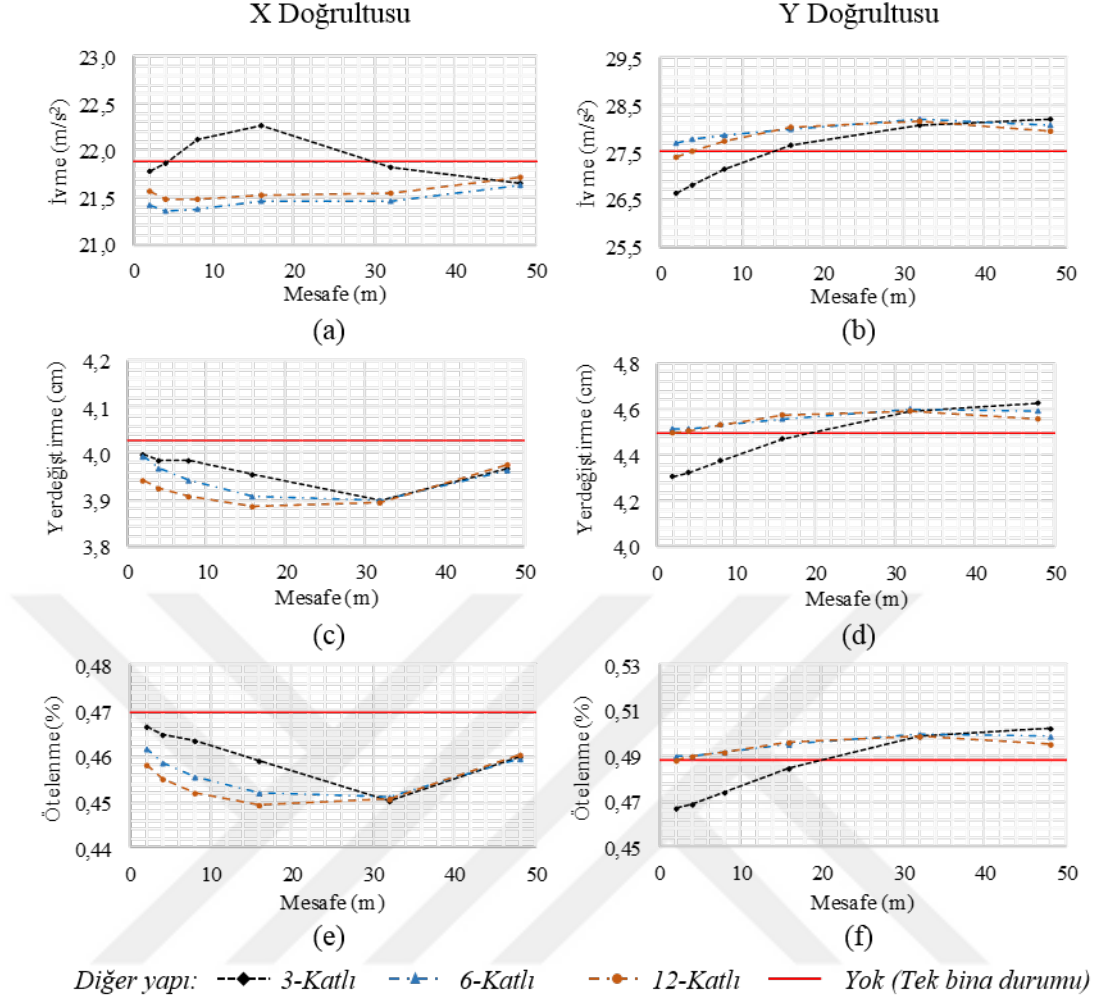 X Doğrultusu
Y Doğrultusu
İvme (m/s²)
23,0
22,5
22,0
21,5
21,0
0 10 20 30 40 50
Mesafe (m)
(a)
İvme (m/s²)
29,5
28,5
27,5
26,5
25,5
0 10 20 30 40 50
Mesafe (m)
(b)
Yerdeğiştirme (cm)
4,2
4,1
4,0
3,9
3,8
0 10 20 30 40 50
Mesafe (m)
(c)
Yerdeğiştirme (cm)
4,8
4,6
4,4
4,2
4,0
0 10 20 30 40 50
Mesafe (m)
(d)
Ötelenme (%)
0,48
0,47
0,46
0,45
0,44
0 10 20 30 40 50
Mesafe (m)
(e)
Ötelenme (%)
0,53
0,51
0,49
0,47
0,45
0 10 20 30 40 50
Mesafe (m)
(f)
Diğer yapı: 3-Katlı 6-Katlı 12-Katlı Yok (Tek bina durumu)